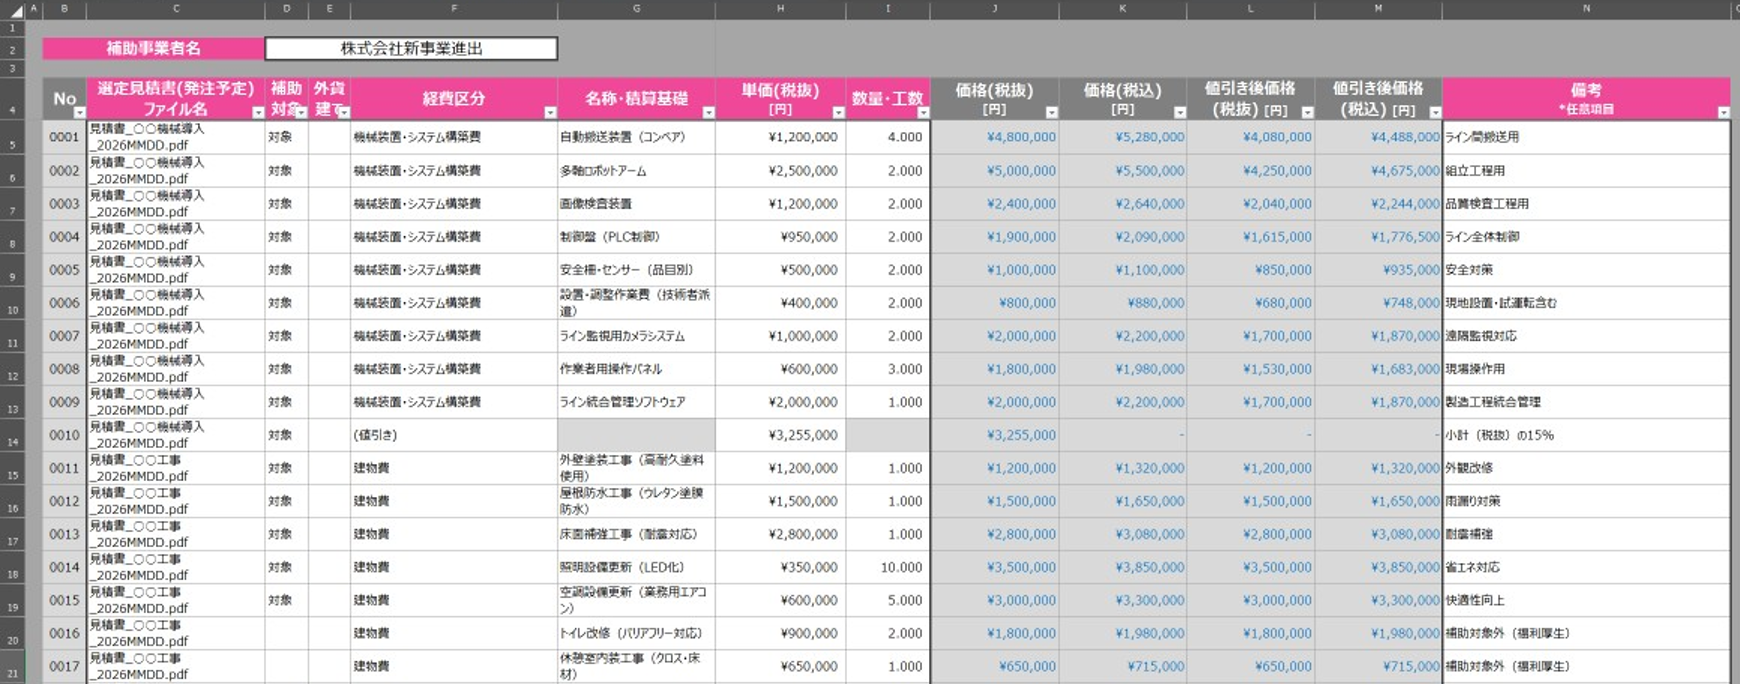 A B C D E F G H I J K L M N
1
2 補助事業者名 株式会社新事業進出
3
4 No 選定見積書(発注予定)ファイル名 補助対象 外貨建て 経費区分 名称・積算基礎 単価(税抜)[円] 数量・工数 価格(税抜)[円] 価格(税込)[円] 値引き後価格(税抜) [円] 値引き後価格(税込) [円] 備考 *任意項目
5 0001 見積書_〇〇機械導入_2026MMDD.pdf 対象 機械装置・システム構築費 自動搬送装置（コンベア） ¥1,200,000 4.000 ¥4,800,000 ¥5,280,000 ¥4,080,000 ¥4,488,000 ライン間搬送用
6 0002 見積書_〇〇機械導入_2026MMDD.pdf 対象 機械装置・システム構築費 多軸ロボットアーム ¥2,500,000 2.000 ¥5,000,000 ¥5,500,000 ¥4,250,000 ¥4,675,000 組立工程用
7 0003 見積書_〇〇機械導入_2026MMDD.pdf 対象 機械装置・システム構築費 画像検査装置 ¥1,200,000 2.000 ¥2,400,000 ¥2,640,000 ¥2,040,000 ¥2,244,000 品質検査工程用
8 0004 見積書_〇〇機械導入_2026MMDD.pdf 対象 機械装置・システム構築費 制御盤（PLC制御） ¥950,000 2.000 ¥1,900,000 ¥2,090,000 ¥1,615,000 ¥1,776,500 ライン全体制御
9 0005 見積書_〇〇機械導入_2026MMDD.pdf 対象 機械装置・システム構築費 安全柵・センサー（品目別） ¥500,000 2.000 ¥1,000,000 ¥1,100,000 ¥850,000 ¥935,000 安全対策
10 0006 見積書_〇〇機械導入_2026MMDD.pdf 対象 機械装置・システム構築費 設置・調整作業費（技術者派遣） ¥400,000 2.000 ¥800,000 ¥880,000 ¥680,000 ¥748,000 現地設置・試運転含む
11 0007 見積書_〇〇機械導入_2026MMDD.pdf 対象 機械装置・システム構築費 ライン監視用カメラシステム ¥1,000,000 2.000 ¥2,000,000 ¥2,200,000 ¥1,700,000 ¥1,870,000 遠隔監視対応
12 0008 見積書_〇〇機械導入_2026MMDD.pdf 対象 機械装置・システム構築費 作業者用操作パネル ¥600,000 3.000 ¥1,800,000 ¥1,980,000 ¥1,530,000 ¥1,683,000 現場操作用
13 0009 見積書_〇〇機械導入_2026MMDD.pdf 対象 機械装置・システム構築費 ライン統合管理ソフトウェア ¥2,000,000 1.000 ¥2,000,000 ¥2,200,000 ¥1,700,000 ¥1,870,000 製造工程統合管理
14 0010 見積書_〇〇機械導入_2026MMDD.pdf 対象 (値引き) ¥3,255,000 ¥3,255,000 - - - 小計（税抜）の15%
15 0011 見積書_〇〇工事_2026MMDD.pdf 対象 建物費 外壁塗装工事（高耐久塗料使用） ¥1,200,000 1.000 ¥1,200,000 ¥1,320,000 ¥1,200,000 ¥1,320,000 外観改修
16 0012 見積書_〇〇工事_2026MMDD.pdf 対象 建物費 屋根防水工事（ウレタン塗膜防水） ¥1,500,000 1.000 ¥1,500,000 ¥1,650,000 ¥1,500,000 ¥1,650,000 雨漏り対策
17 0013 見積書_〇〇工事_2026MMDD.pdf 対象 建物費 床面補強工事（耐震対応） ¥2,800,000 1.000 ¥2,800,000 ¥3,080,000 ¥2,800,000 ¥3,080,000 耐震補強
18 0014 見積書_〇〇工事_2026MMDD.pdf 対象 建物費 照明設備更新（LED化） ¥350,000 10.000 ¥3,500,000 ¥3,850,000 ¥3,500,000 ¥3,850,000 省エネ対応
19 0015 見積書_〇〇工事_2026MMDD.pdf 対象 建物費 空調設備更新（業務用エアコン） ¥600,000 5.000 ¥3,000,000 ¥3,300,000 ¥3,000,000 ¥3,300,000 快適性向上
20 0016 見積書_〇〇工事_2026MMDD.pdf 建物費 トイレ改修（バリアフリー対応） ¥900,000 2.000 ¥1,800,000 ¥1,980,000 ¥1,800,000 ¥1,980,000 補助対象外（福利厚生）
21 0017 見積書_〇〇工事_2026MMDD.pdf 建物費 休憩室内装工事（クロス・床材） ¥650,000 1.000 ¥650,000 ¥715,000 ¥650,000 ¥715,000 補助対象外（福利厚生）